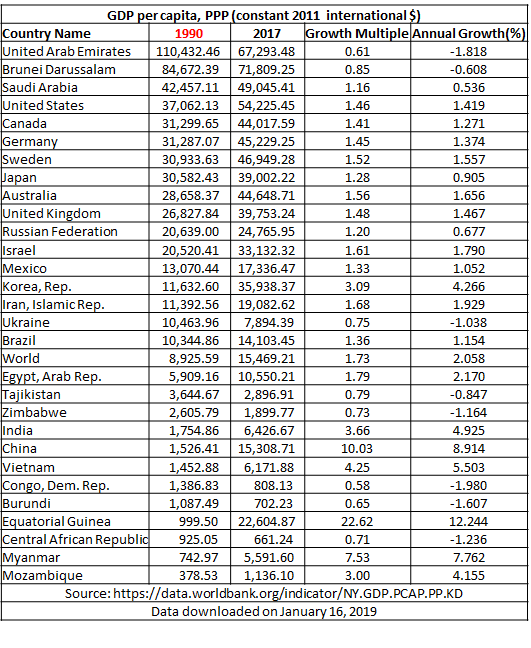 GDP per capita, PPP (constant 2011 international $)
Country Name 1990 2017 Growth Multiple Annual Growth(%)
United Arab Emirates 110,432.46 67,293.48 0.61 -1.818
Brunei Darussalam 84,672.39 71,809.25 0.85 -0.608
Saudi Arabia 42,457.11 49,045.41 1.16 0.536
United States 37,062.13 54,225.45 1.46 1.419
Canada 31,299.65 44,017.59 1.41 1.271
Germany 31,287.07 45,229.25 1.45 1.374
Sweden 30,933.63 46,949.28 1.52 1.557
Japan 30,582.43 39,002.22 1.28 0.905
Australia 28,658.37 44,648.71 1.56 1.656
United Kingdom 26,827.84 39,753.24 1.48 1.467
Russian Federation 20,639.00 24,765.95 1.20 0.677
Israel 20,520.41 33,132.32 1.61 1.790
Mexico 13,070.44 17,336.47 1.33 1.052
Korea, Rep. 11,632.60 35,938.37 3.09 4.266
Iran, Islamic Rep. 11,392.56 19,082.62 1.68 1.929
Ukraine 10,463.96 7,894.39 0.75 -1.038
Brazil 10,344.86 14,103.45 1.36 1.154
World 8,925.59 15,469.21 1.73 2.058
Egypt, Arab Rep. 5,909.16 10,550.21 1.79 2.170
Tajikistan 3,644.67 2,896.91 0.79 -0.847
Zimbabwe 2,605.79 1,899.77 0.73 -1.164
India 1,754.86 6,426.67 3.66 4.925
China 1,526.41 15,308.71 10.03 8.914
Vietnam 1,452.88 6,171.88 4.25 5.503
Congo, Dem. Rep. 1,386.83 808.13 0.58 -1.980
Burundi 1,087.49 702.23 0.65 -1.607
Equatorial Guinea 999.50 22,604.87 22.62 12.244
Central African Republic 925.05 661.24 0.71 -1.236
Myanmar 742.97 5,591.60 7.53 7.762
Mozambique 378.53 1,136.10 3.00 4.155
Source: https://data.worldbank.org/indicator/NY.GDP.PCAP.PP.KD
Data downloaded on January 16, 2019